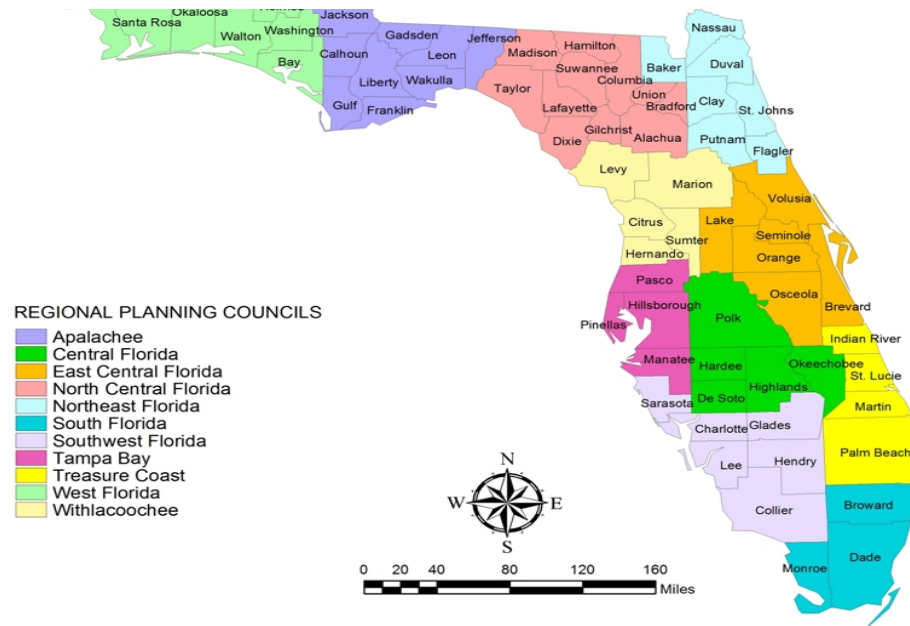 Okaloosa
Holmes
Jackson
Santa Rosa
Washington
Walton
Bay
Calhoun
Gadsden
Jefferson
Leon
Liberty
Wakulla
Gulf
Franklin
Madison
Hamilton
Suwannee
Columbia
Taylor
Lafayette
Union
Bradford
Gilchrist
Dixie
Alachua
Nassau
Baker
Duval
Clay
St. Johns
Putnam
Flagler
Levy
Marion
Volusia
Citrus
Lake
Sumter
Seminole
Hernando
Orange
Pasco
Osceola
Brevard
Hillsborough
Pinellas
Polk
Indian River
Manatee
Hardee
Okeechobee
St. Lucie
Highlands
De Soto
Sarasota
Martin
Charlotte
Glades
Palm Beach
Lee
Hendry
Collier
Broward
Monroe
Dade
REGIONAL PLANNING COUNCILS
Apalachee
Central Florida
East Central Florida
North Central Florida
Northeast Florida
South Florida
Southwest Florida
Tampa Bay
Treasure Coast
West Florida
Withlacoochee
N
W E
S
0 10 20 40 80 120 160
Miles